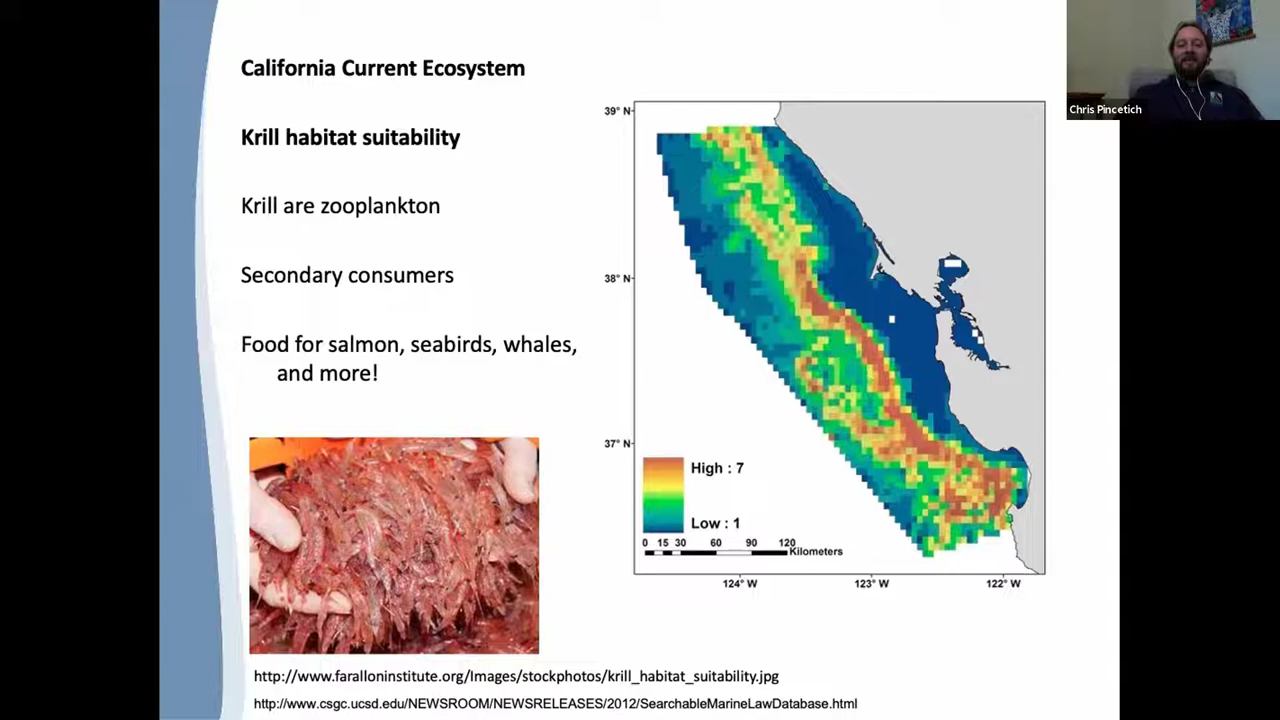 California Current Ecosystem
Krill habitat suitability
Krill are zooplankton
Secondary consumers
Food for salmon, seabirds, whales,
and more!
39° N
38° N
37° N
High : 7
Low : 1
0 15 30 60 90 120
Kilometers
124° W 123° W 122° W
http://www.faralloninstitute.org/Images/stockphotos/krill_habitat_suitability.jpg
http://www.csgc.ucsd.edu/NEWSROOM/NEWSRELEASES/2012/SearchableMarineLawDatabase.html
Chris Pincetich